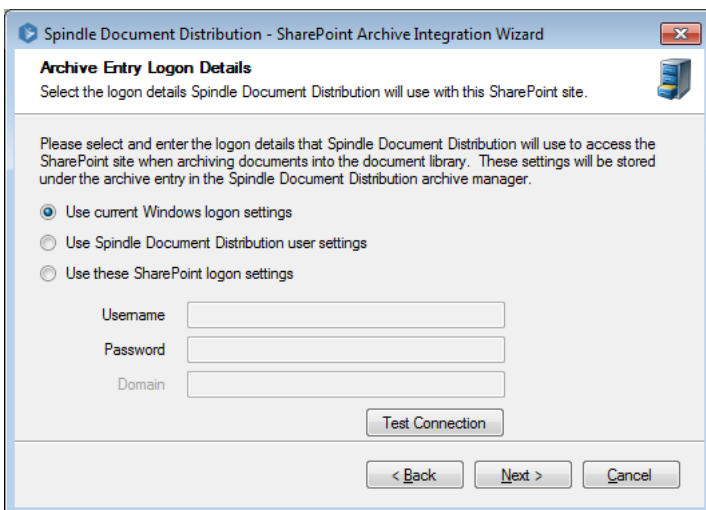 Spindle Document Distribution - SharePoint Archive Integration Wizard
Archive Entry Logon Details
Select the logon details Spindle Document Distribution will use with this SharePoint site.
Please select and enter the logon details that Spindle Document Distribution will use to access the
SharePoint site when archiving documents into the document library. These settings will be stored
under the archive entry in the Spindle Document Distribution archive manager.
Use current Windows logon settings
Use Spindle Document Distribution user settings
Use these SharePoint logon settings
Username
Password
Domain
Test Connection
< Back Next > Cancel